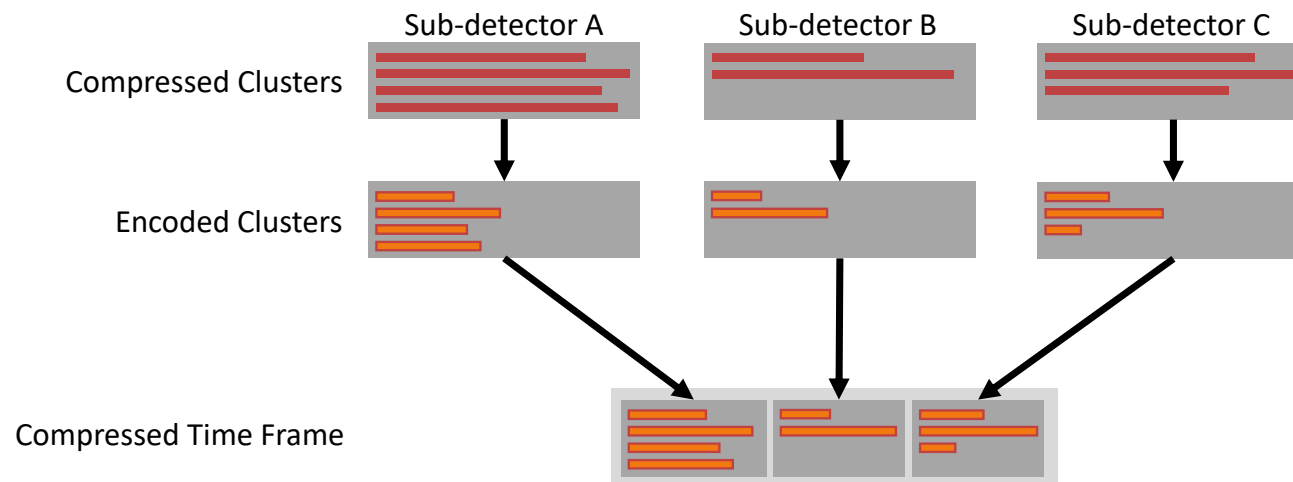 Sub-detector A
Sub-detector B
Sub-detector C
Compressed Clusters
Encoded Clusters
Compressed Time Frame